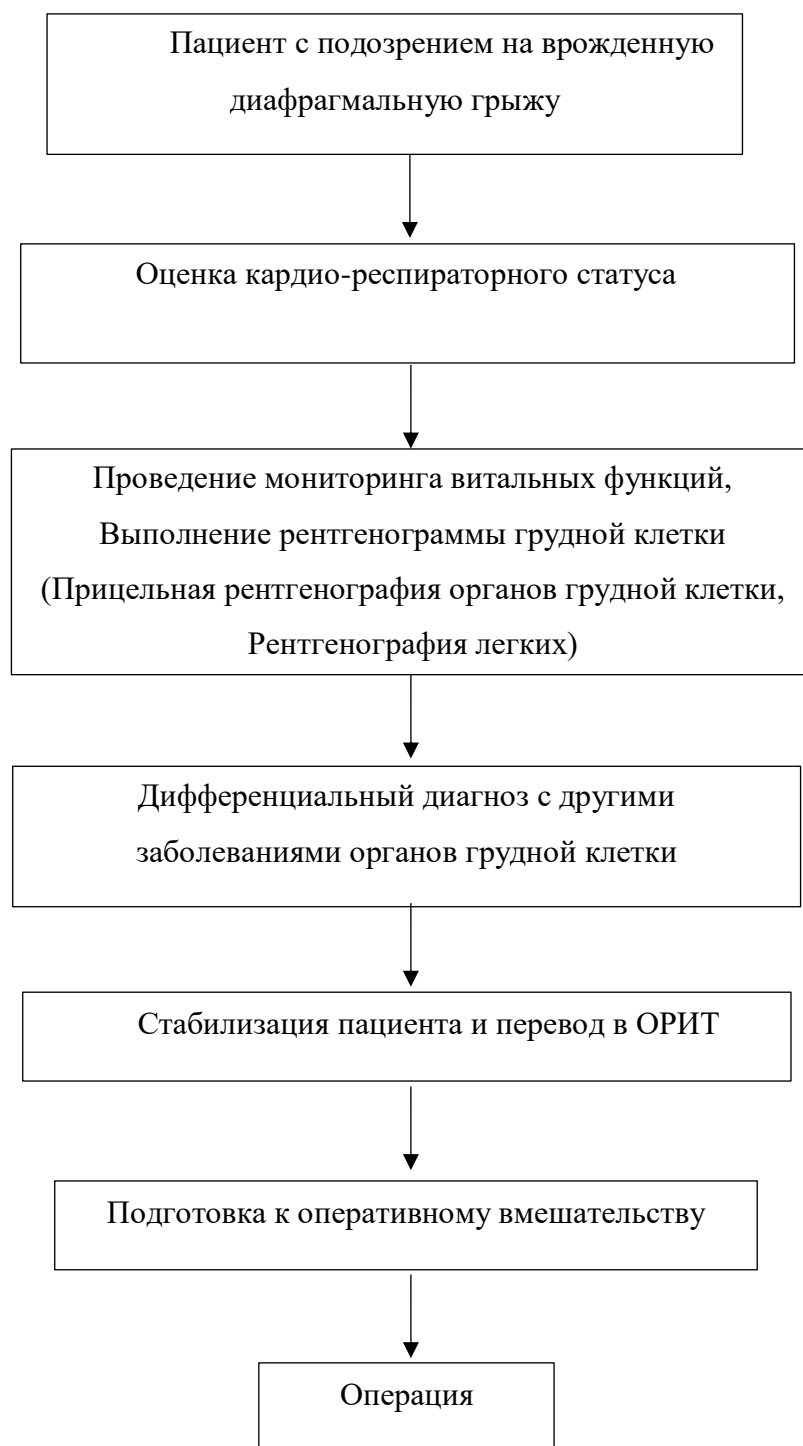 Пациент с подозрением на врожденную
диафрагмальную грыжу
Оценка кардио-респираторного статуса
Проведение мониторинга витальных функций,
Выполнение рентгенограммы грудной клетки
(Прицельная рентгенография органов грудной клетки,
Рентгенография легких)
Дифференциальный диагноз с другими
заболеваниями органов грудной клетки
Стабилизация пациента и перевод в ОРИТ
Подготовка к оперативному вмешательству
Операция